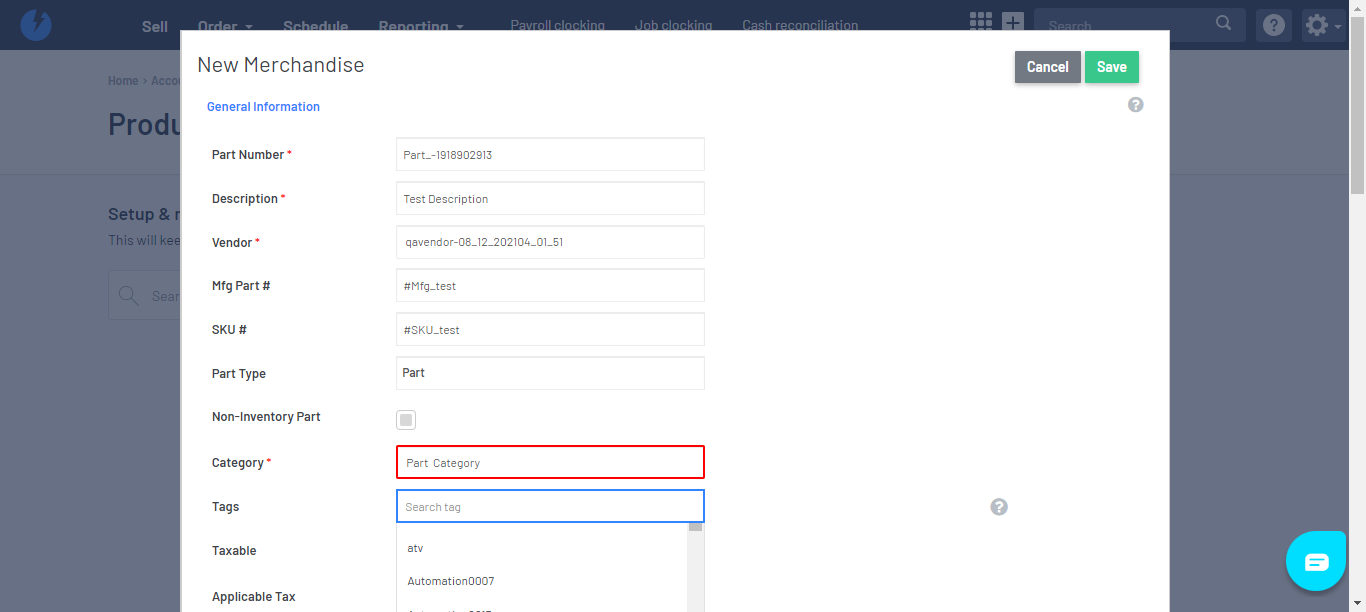 Sell Order Schedule Reporting Payroll clocking Job clocking Cash reconciliation Search
New Merchandise Cancel Save
Home › Accou
General Information
Produ
Part Number * Part_-1918902913
Description * Test Description
Setup & r
This will kee
Vendor * qavendor-08_12_202104_01_51
Mfg Part # #Mfg_test
Sear
SKU # #SKU_test
Part Type Part
Non-Inventory Part
Category * Part Category
Tags Search tag
Taxable
atv
Automation0007
Applicable Tax